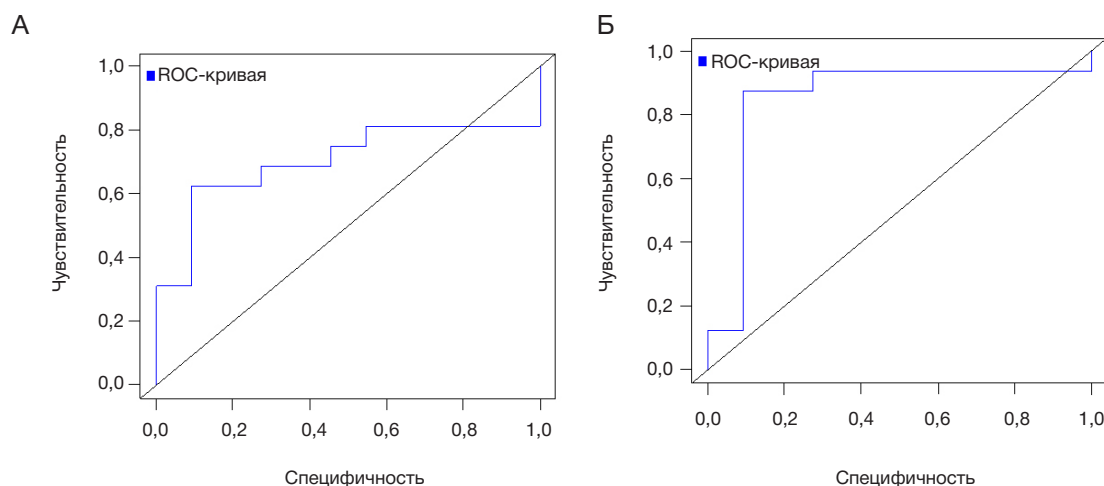 А
ROC-кривая
1,0
0,8
0,6
0,4
0,2
0,0
Чувствительность
0,0 0,2 0,4 0,6 0,8 1,0
Специфичность
Б
ROC-кривая
1,0
0,8
0,6
0,4
0,2
0,0
Чувствительность
0,0 0,2 0,4 0,6 0,8 1,0
Специфичность